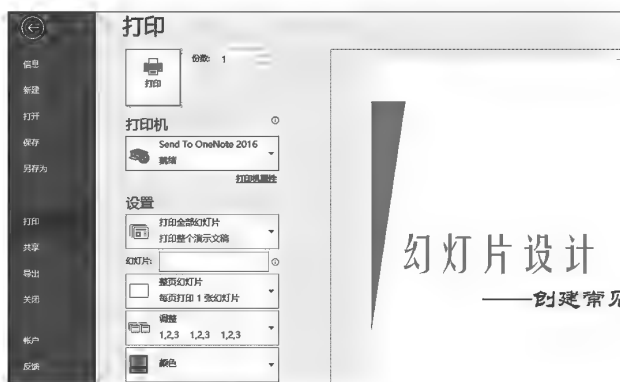 打印
信息
新建
打开
保存
另存为
打印
共享
导出
关闭
帐户
反馈
份数: 1
打印
打印机
Send To OneNote 2016
就绪
打印机属性
设置
打印全部幻灯片
打印整个演示文稿
幻灯片:
整页幻灯片
每页打印 1 张幻灯片
调整
1,2,3 1,2,3 1,2,3
颜色
幻灯片设计
——创建常见